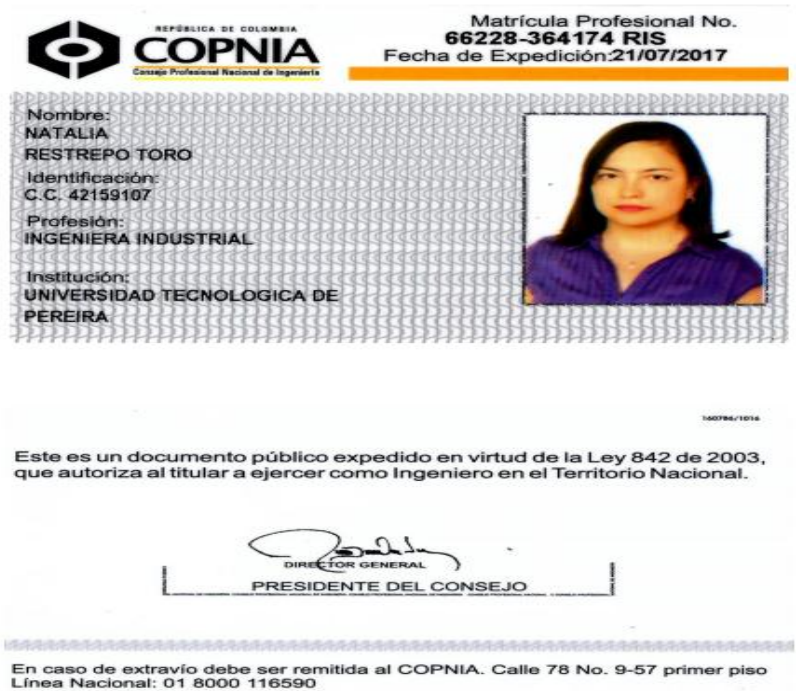 REPÚBLICA DE COLOMBIA
COPNIA
Consejo Profesional Nacional de Ingeniería
Matrícula Profesional No.
66228-364174 RIS
Fecha de Expedición:21/07/2017
Nombre:
NATALIA
RESTREPO TORO
Identificación:
C.C. 42159107
Profesión:
INGENIERA INDUSTRIAL
Institución:
UNIVERSIDAD TECNOLOGICA DE
PEREIRA
160786/1016
Este es un documento público expedido en virtud de la Ley 842 de 2003,
que autoriza al titular a ejercer como Ingeniero en el Territorio Nacional.
DIRECTOR GENERAL
PRESIDENTE DEL CONSEJO
En caso de extravío debe ser remitida al COPNIA. Calle 78 No. 9-57 primer piso
Línea Nacional: 01 8000 116590